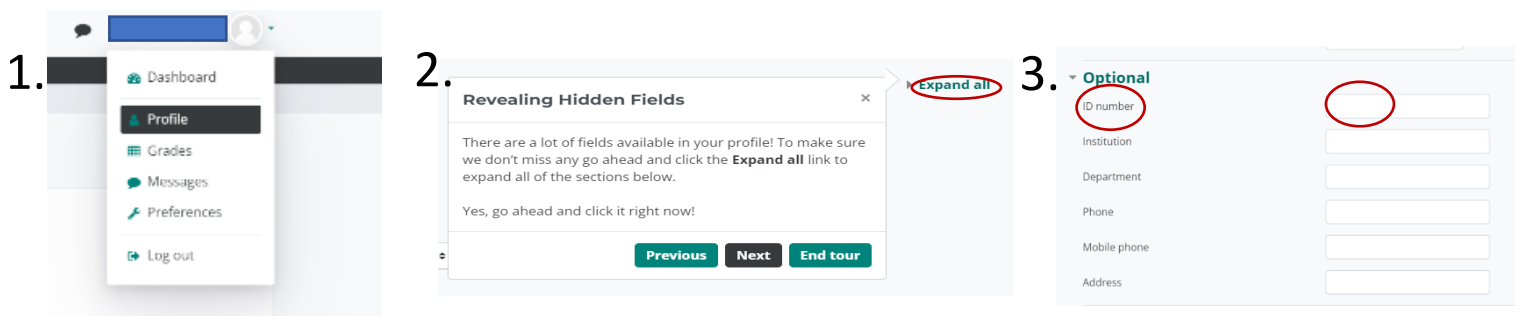 1.
Dashboard
Profile
Grades
Messages
Preferences
Log out
2.
Expand all
Revealing Hidden Fields ×
There are a lot of fields available in your profile! To make sure
we don't miss any go ahead and click the Expand all link to
expand all of the sections below.
Yes, go ahead and click it right now!
Previous Next End tour
3.
Optional
ID number
Institution
Department
Phone
Mobile phone
Address